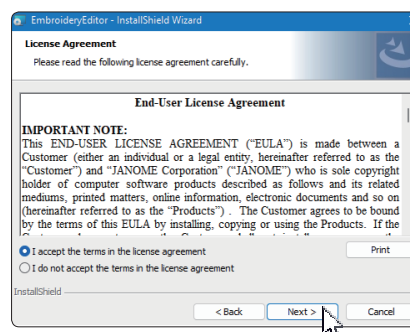 EmbroideryEditor - InstallShield Wizard
License Agreement
Please read the following license agreement carefully.
End-User License Agreement
IMPORTANT NOTE:
This END-USER LICENSE AGREEMENT (“EULA”) is made between a
Customer (either an individual or a legal entity, hereinafter referred to as the
“Customer”) and “JANOME Corporation” (“JANOME”) who is sole copyright
holder of computer software products described as follows and its related
mediums, printed matters, online information, electronic documents and so on
(hereinafter referred to as the “Products”) . The Customer agrees to be bound
by the terms of this EULA by installing, copying or using the Products. If the
I accept the terms in the license agreement
Print
I do not accept the terms in the license agreement
InstallShield
< Back
Next >
Cancel